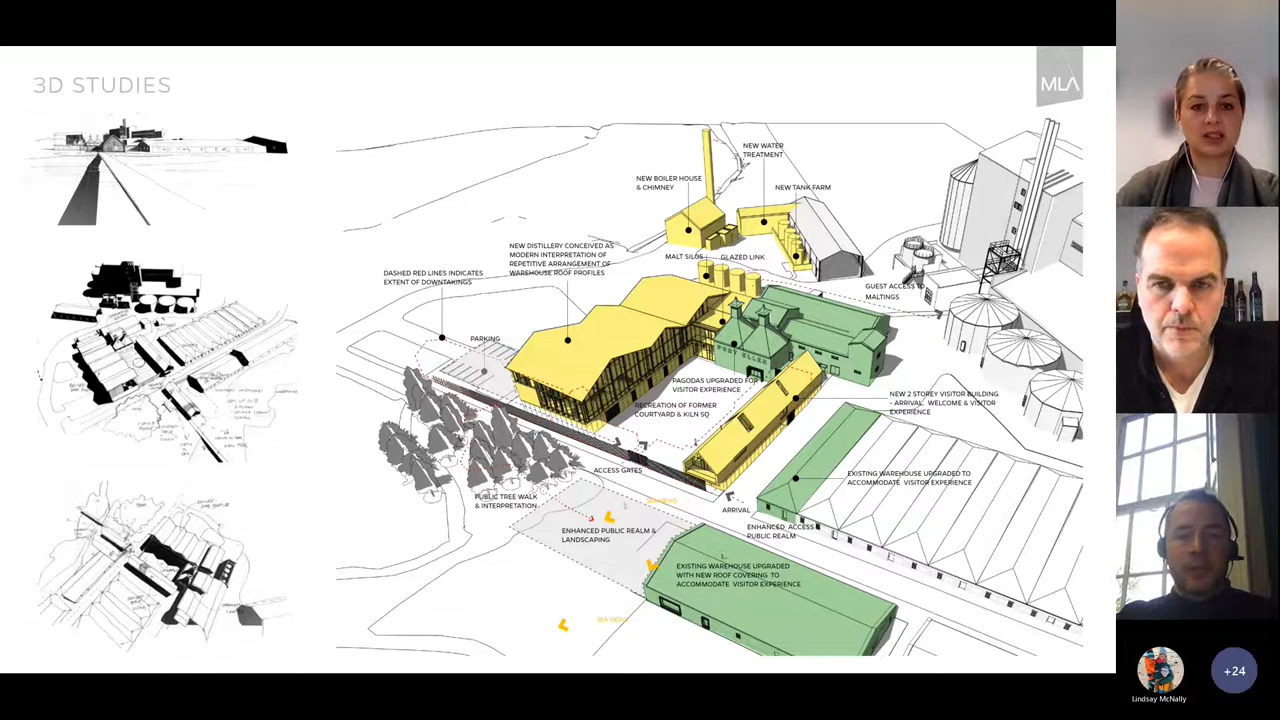 3D STUDIES
MLA
NEW WATER
TREATMENT
NEW BOILER HOUSE
& CHIMNEY
NEW TANK FARM
NEW DISTILLERY CONCEIVED AS
MODERN INTERPRETATION OF
REPETITIVE ARRANGEMENT OF
WAREHOUSE ROOF PROFILES
MALT SILOS
GLAZED LINK
DASHED RED LINES INDICATES
EXTENT OF DOWNTAKINGS
GUEST ACCESS TO
MALTINGS
PARKING
PORT ELLEN
PAGODAS UPGRADED FOR
VISITOR EXPERIENCE
RECREATION OF FORMER
COURTYARD & KILN SQ
NEW 2 STOREY VISITOR BUILDING
- ARRIVAL, WELCOME & VISITOR
EXPERIENCE
ACCESS GATES
EXISTING WAREHOUSE UPGRADED TO
ACCOMMODATE VISITOR EXPERIENCE
PUBLIC TREE WALK
& INTERPRETATION
SEA VIEWS
ARRIVAL
ENHANCED PUBLIC REALM &
LANDSCAPING
ENHANCED ACCESS
PUBLIC REALM
EXISTING WAREHOUSE UPGRADED
WITH NEW ROOF COVERING TO
ACCOMMODATE VISITOR EXPERIENCE
SEA VIEWS
Lindsay McNally
+24